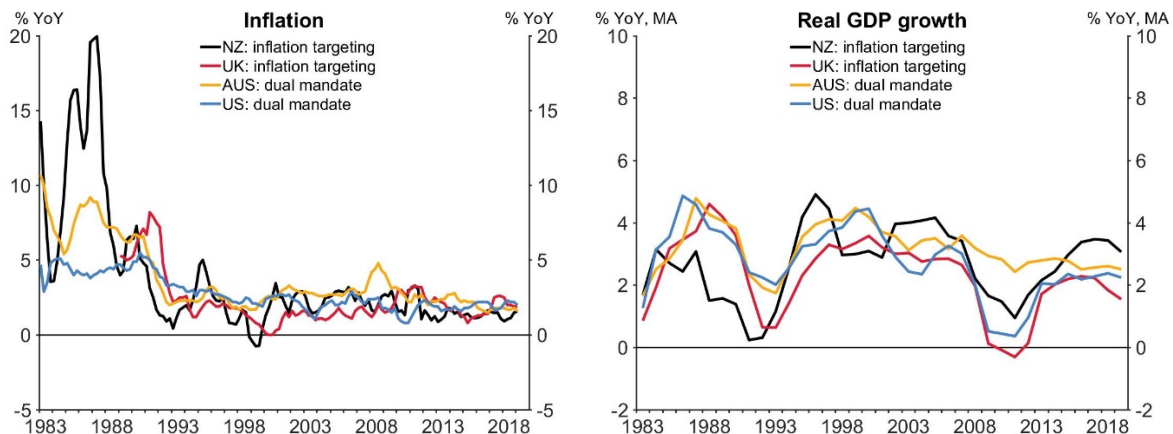 Inflation
% YoY
% YoY
NZ: inflation targeting
UK: inflation targeting
AUS: dual mandate
US: dual mandate
20
15
10
5
0
-5
20
15
10
5
0
-5
1983 1988 1993 1998 2003 2008 2013 2018
Real GDP growth
% YoY, MA
% YoY, MA
NZ: inflation targeting
UK: inflation targeting
AUS: dual mandate
US: dual mandate
10
8
6
4
2
0
-2
10
8
6
4
2
0
-2
1983 1988 1993 1998 2003 2008 2013 2018